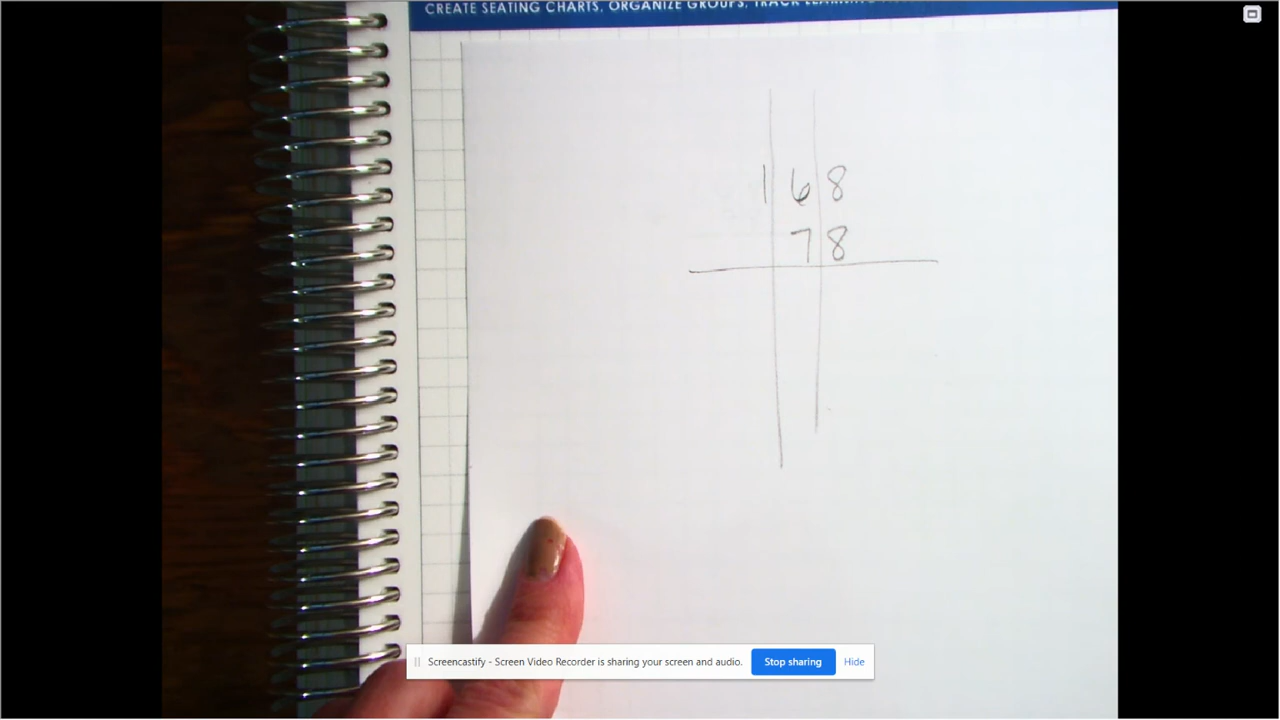 CREATE SEATING CHARTS, ORGANIZE GROUPS, TRACK
168
78
Screencastify - Screen Video Recorder is sharing your screen and audio. Stop sharing Hide